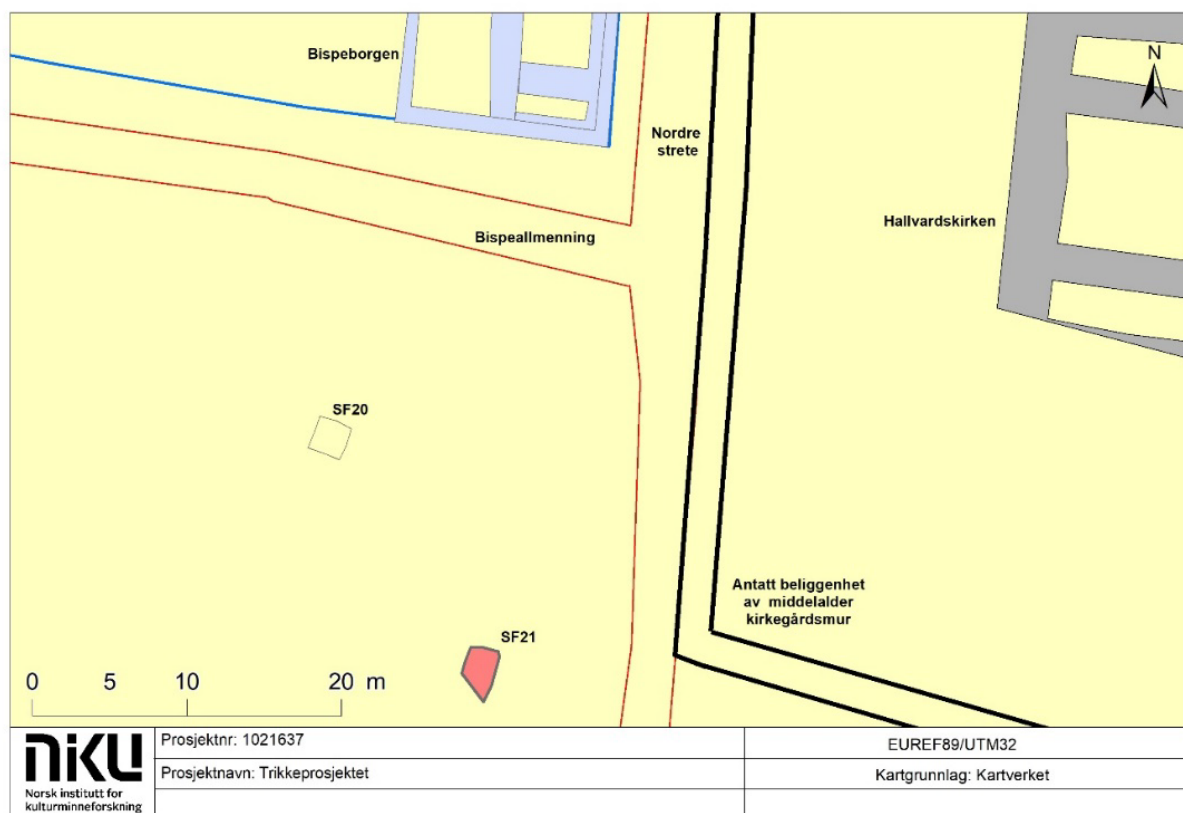 Bispeborgen
N
Nordre
strete
Hallvardskirken
Bispeallmenning
SF20
Antatt beliggenhet
av middelalder
kirkegårdsmur
SF21
0 5 10 20 m
NIKU
Norsk institutt for
kulturminneforskning
Prosjektnr: 1021637
Prosjektnavn: Trikkeprosjektet
EUREF89/UTM32
Kartgrunnlag: Kartverket